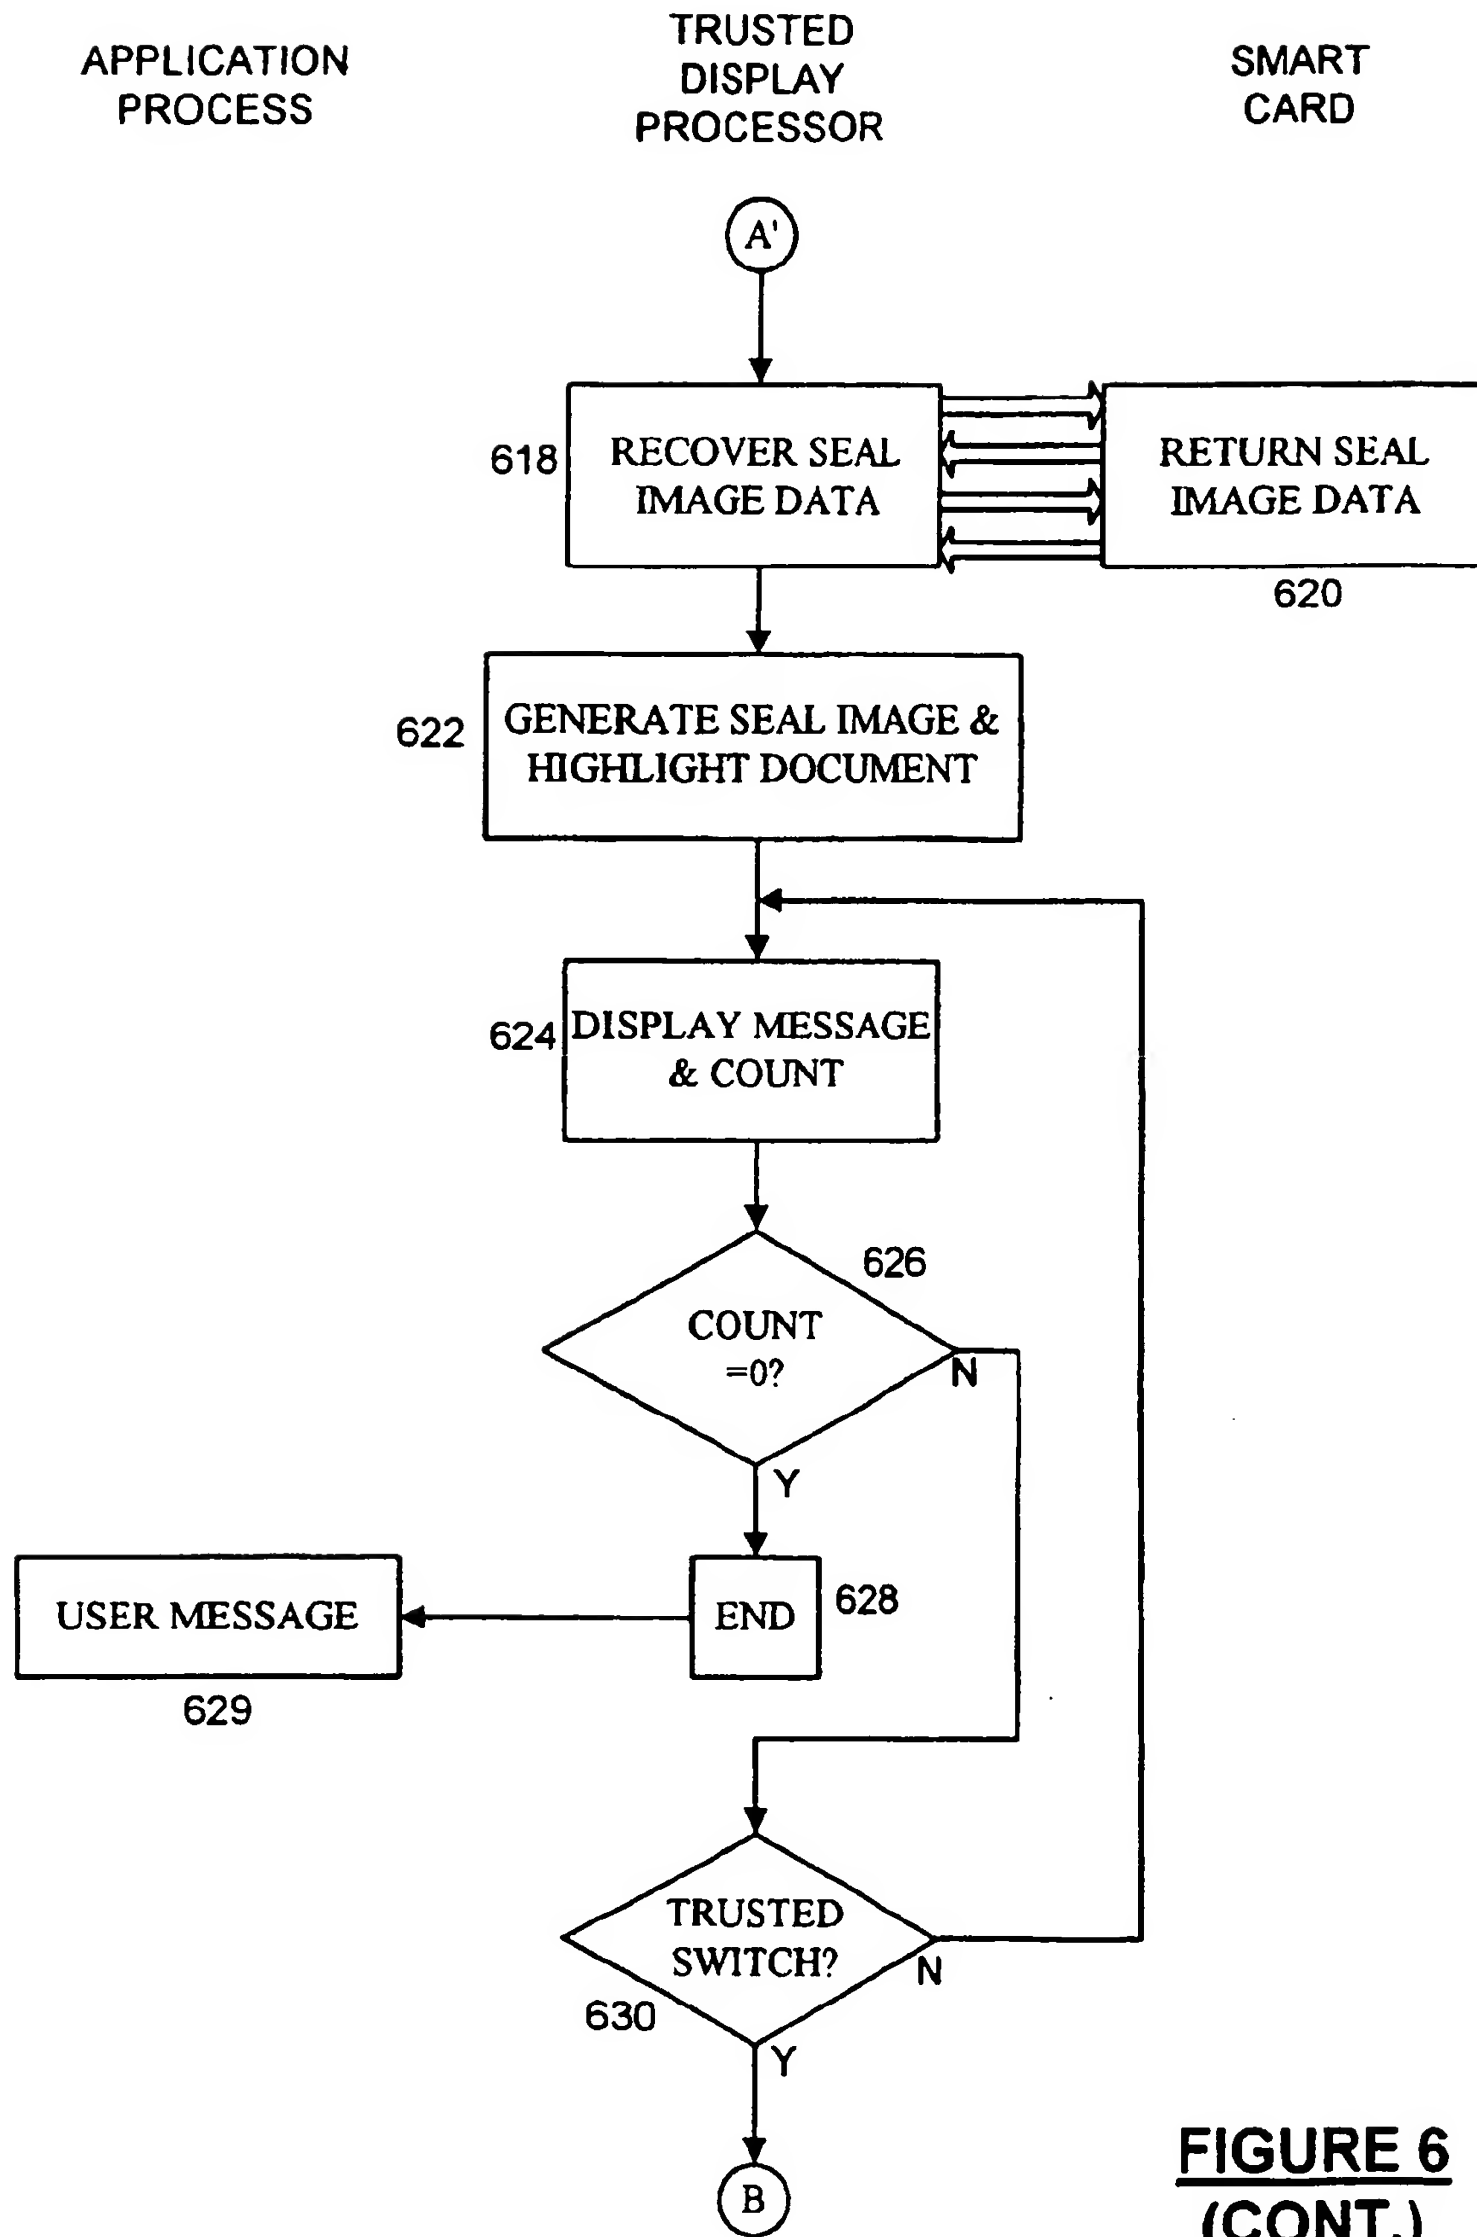 APPLICATION
PROCESS
TRUSTED
DISPLAY
PROCESSOR
SMART
CARD
A'
618
RECOVER SEAL
IMAGE DATA
RETURN SEAL
IMAGE DATA
620
622
GENERATE SEAL IMAGE &
HIGHLIGHT DOCUMENT
624
DISPLAY MESSAGE
& COUNT
626
COUNT
=0?
N
Y
USER MESSAGE
629
END
628
TRUSTED
SWITCH?
N
630
Y
B
FIGURE 6
(CONT.)